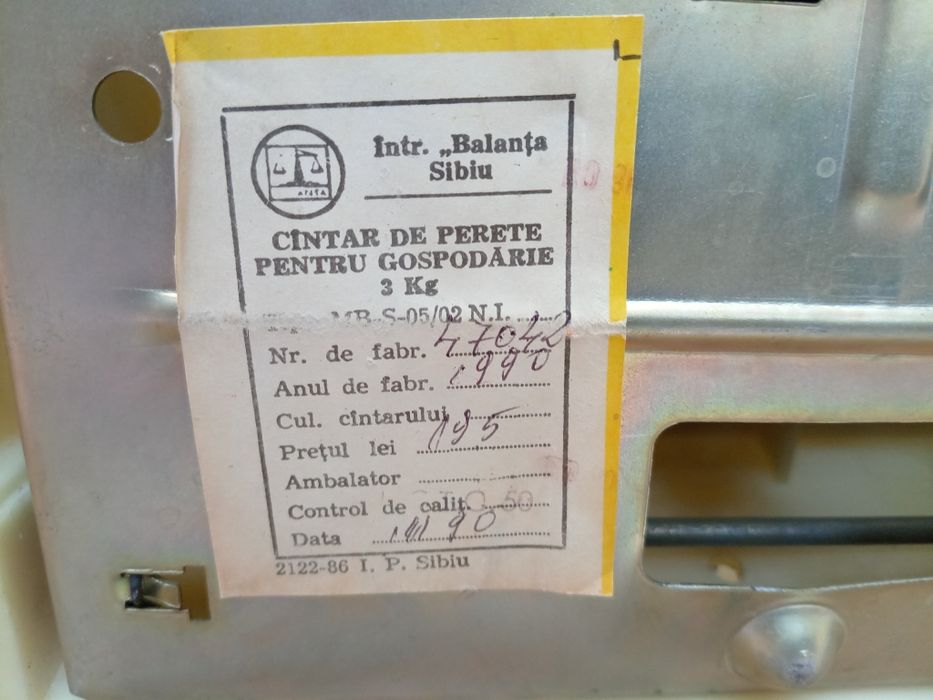 Într. „Balanța
Sibiu
CÎNTAR DE PERETE
PENTRU GOSPODĂRIE
3 Kg
MB-S-05/02 N.I.
Nr. de fabr. 47042
Anul de fabr. 1990
Cul. cîntarului
Prețul lei 195
Ambalator
Control de calit.
Data III 90
2122-86 I. P. Sibiu